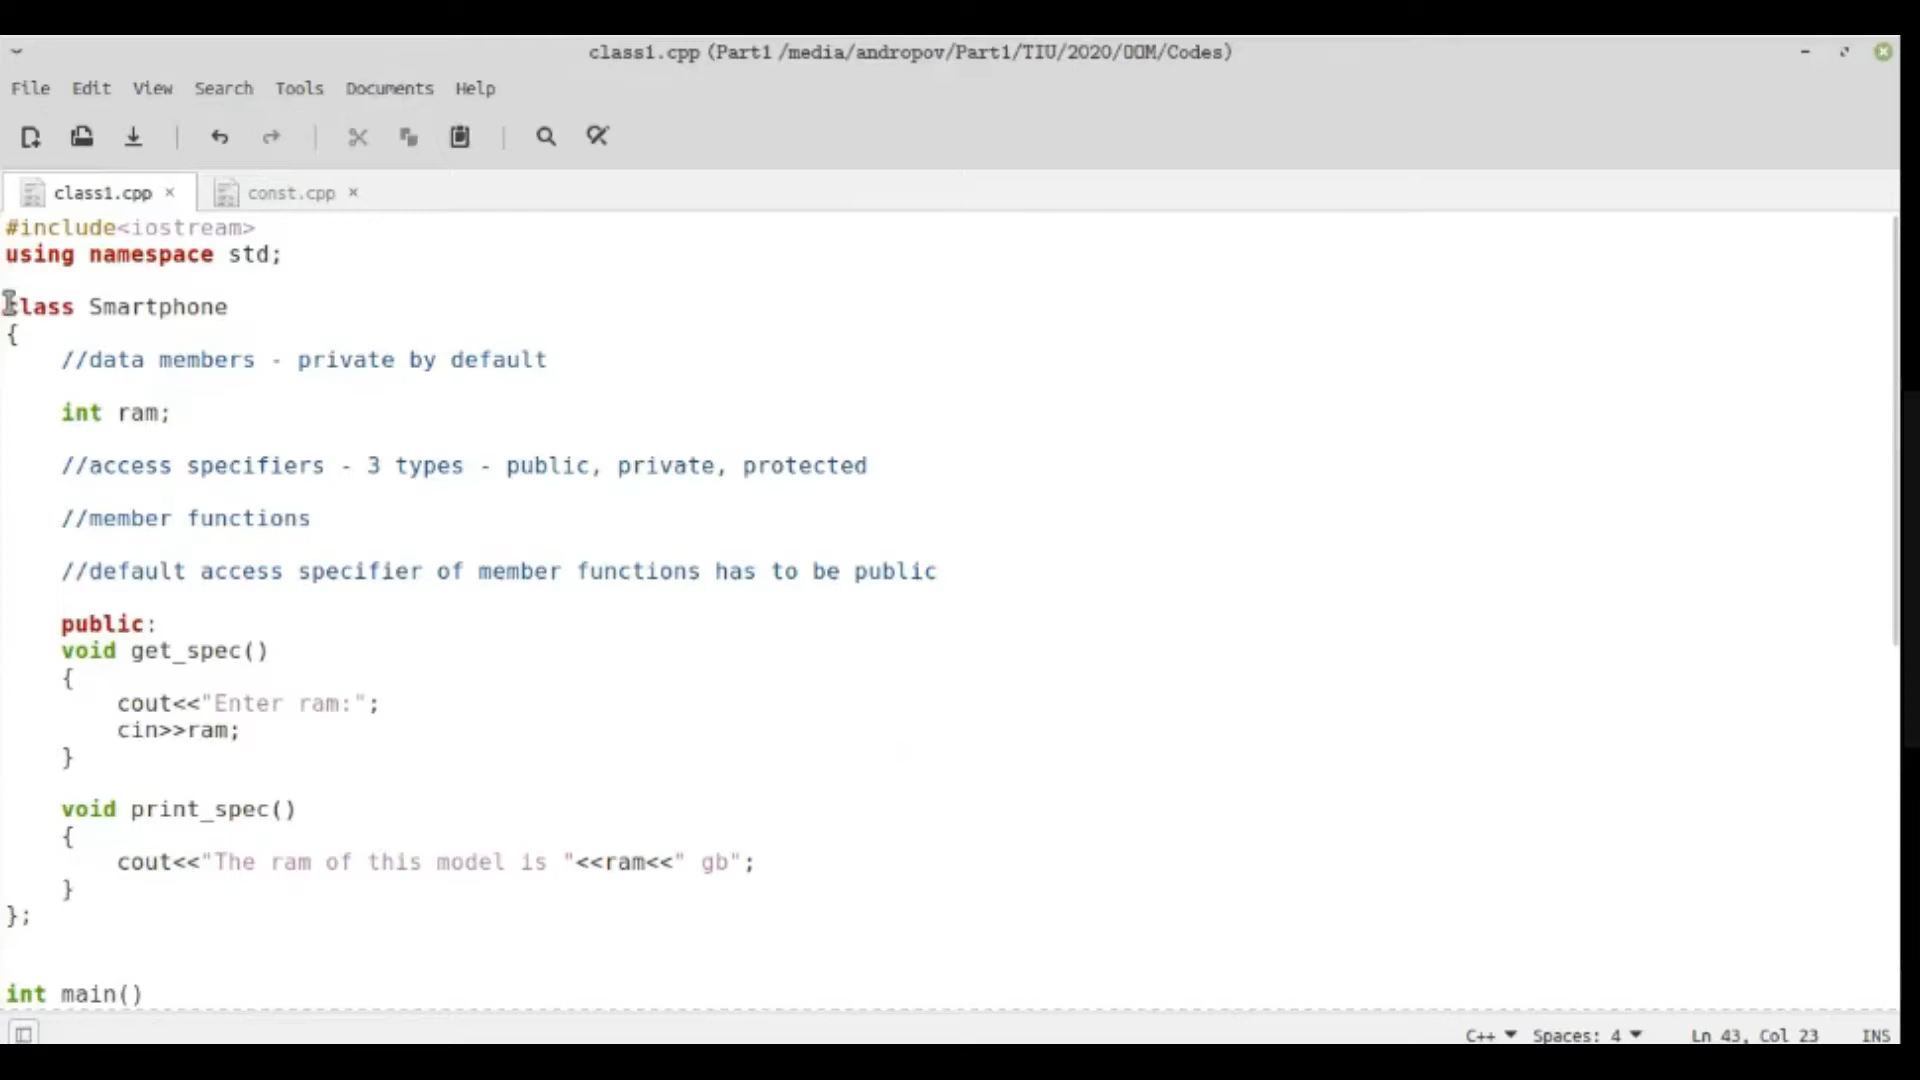 class1.cpp (Part1 /media/andropov/Part1/TIU/2020/OOM/Codes)
File Edit View Search Tools Documents Help
class1.cpp × const.cpp ×
#include<iostream>
using namespace std;
class Smartphone
{
//data members - private by default
int ram;
//access specifiers - 3 types - public, private, protected
//member functions
//default access specifier of member functions has to be public
public:
void get_spec()
{
cout<<"Enter ram:";
cin>>ram;
}
void print_spec()
{
cout<<"The ram of this model is "<<ram<<" gb";
}
};
int main()
C++ Spaces: 4 Ln 43, Col 23 INS